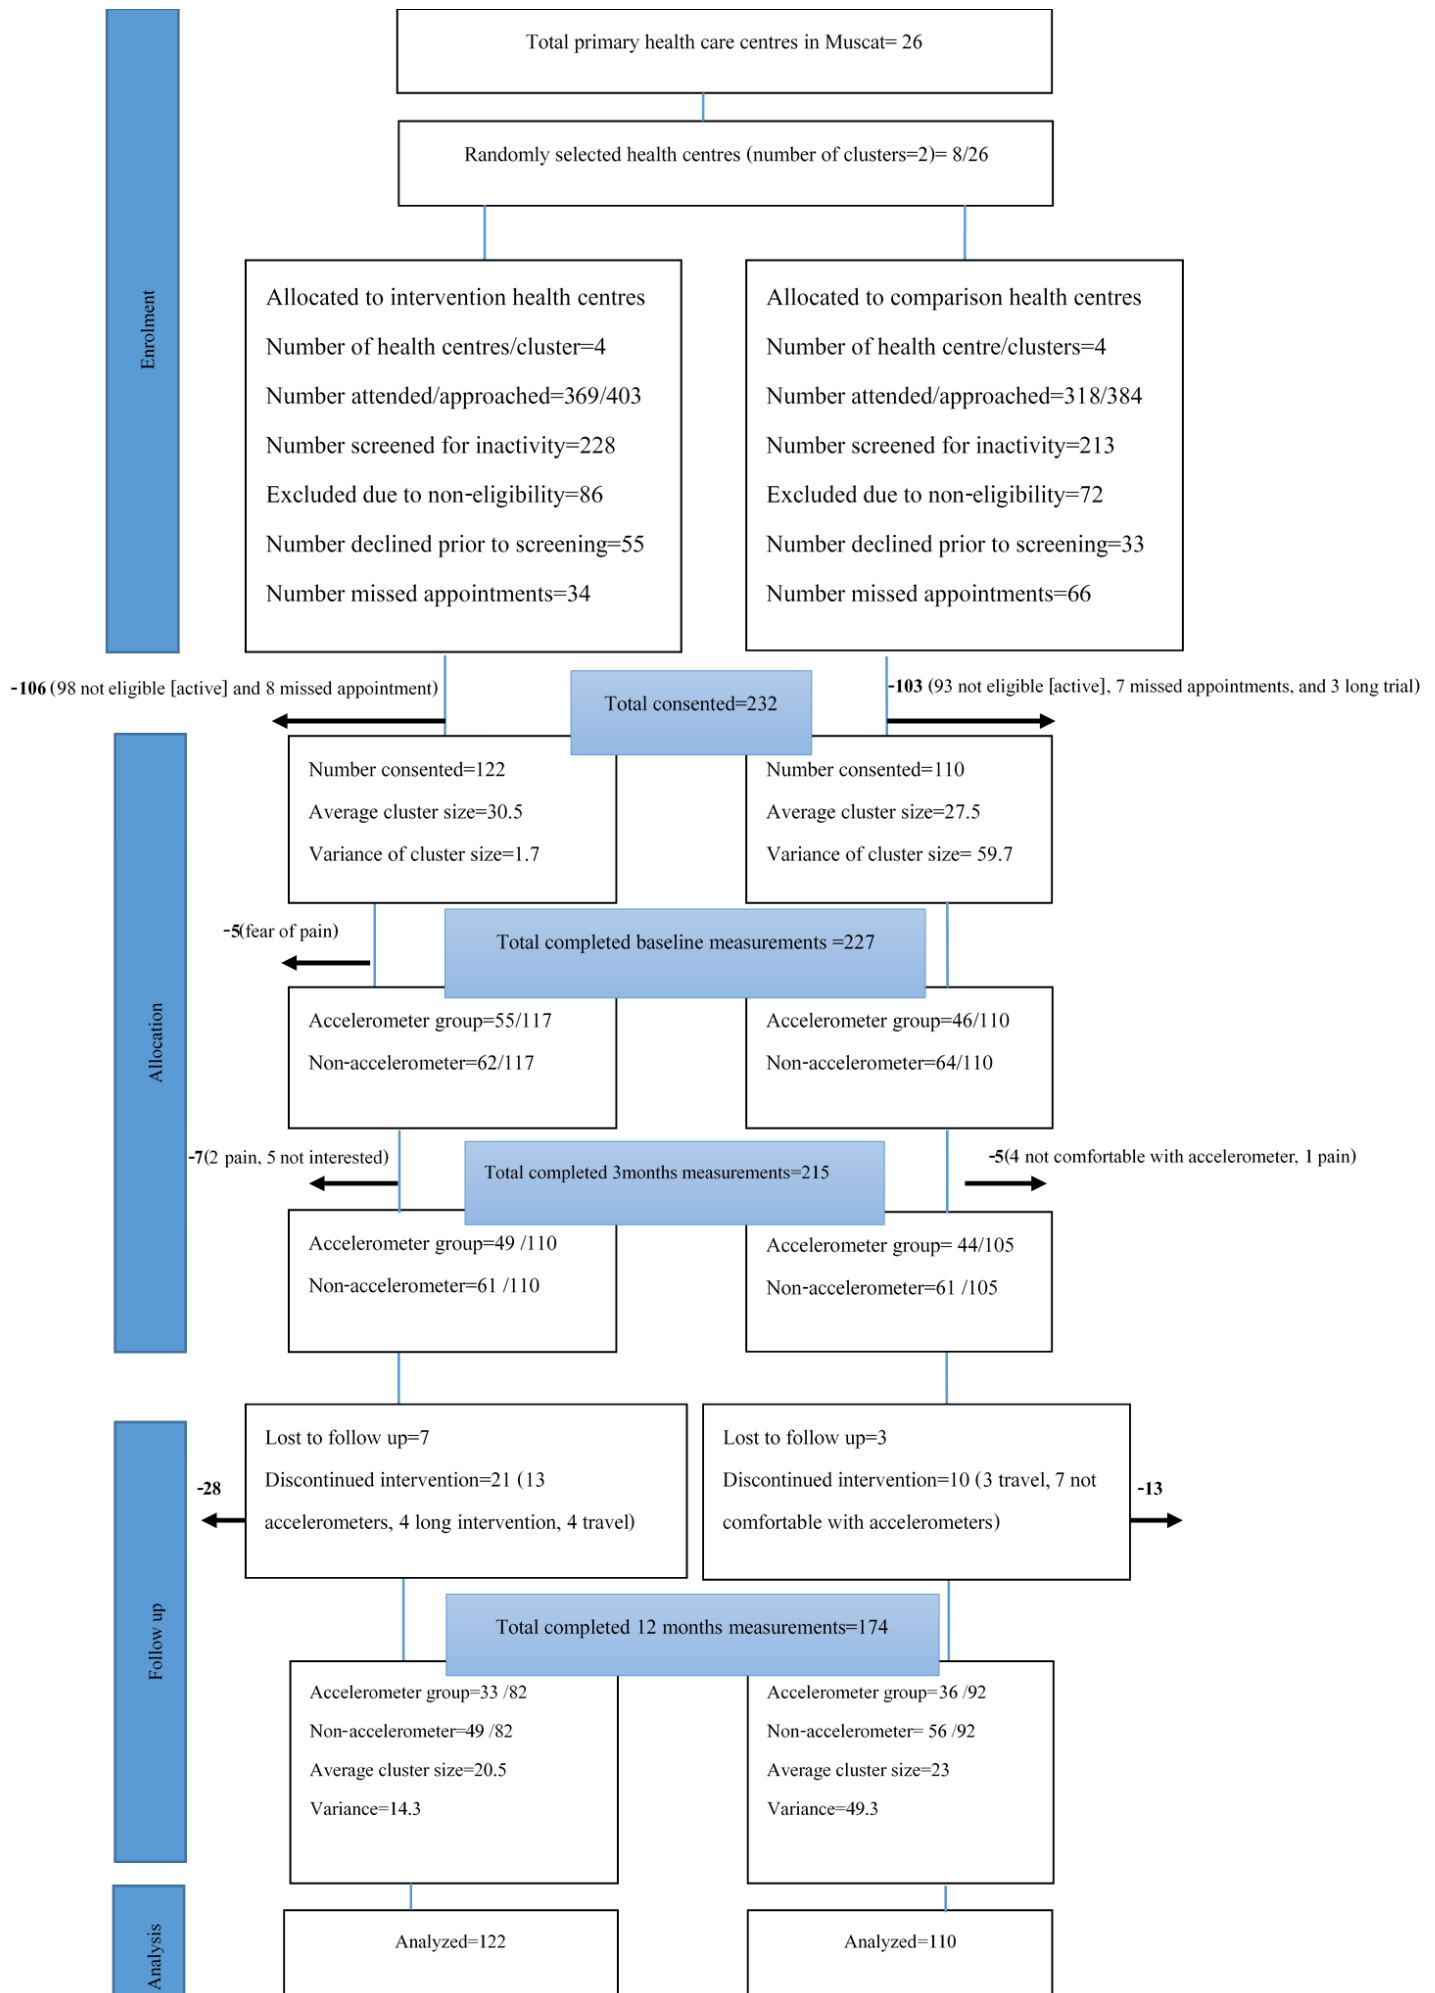 Enrolment
Total primary health care centres in Muscat= 26
Randomly selected health centres (number of clusters=2)= 8/26
Allocated to intervention health centres
Number of health centres/cluster=4
Number attended/approached=369/403
Number screened for inactivity=228
Excluded due to non-eligibility=86
Number declined prior to screening=55
Number missed appointments=34
Allocated to comparison health centres
Number of health centre/clusters=4
Number attended/approached=318/384
Number screened for inactivity=213
Excluded due to non-eligibility=72
Number declined prior to screening=33
Number missed appointments=66
-106 (98 not eligible [active] and 8 missed appointment)
Total consented=232
-103 (93 not eligible [active], 7 missed appointments, and 3 long trial)
Allocation
Number consented=122
Average cluster size=30.5
Variance of cluster size=1.7
Number consented=110
Average cluster size=27.5
Variance of cluster size= 59.7
-5(fear of pain)
Total completed baseline measurements =227
Accelerometer group=55/117
Non-accelerometer=62/117
Accelerometer group=46/110
Non-accelerometer=64/110
-7(2 pain, 5 not interested)
Total completed 3months measurements=215
-5(4 not comfortable with accelerometer, 1 pain)
Accelerometer group=49 /110
Non-accelerometer=61 /110
Accelerometer group= 44/105
Non-accelerometer=61 /105
Follow up
-28
Lost to follow up=7
Discontinued intervention=21 (13
accelerometers, 4 long intervention, 4 travel)
Lost to follow up=3
Discontinued intervention=10 (3 travel, 7 not
comfortable with accelerometers)
-13
Total completed 12 months measurements=174
Accelerometer group=33 /82
Non-accelerometer=49 /82
Average cluster size=20.5
Variance=14.3
Accelerometer group=36 /92
Non-accelerometer= 56 /92
Average cluster size=23
Variance=49.3
Analysis
Analyzed=122
Analyzed=110